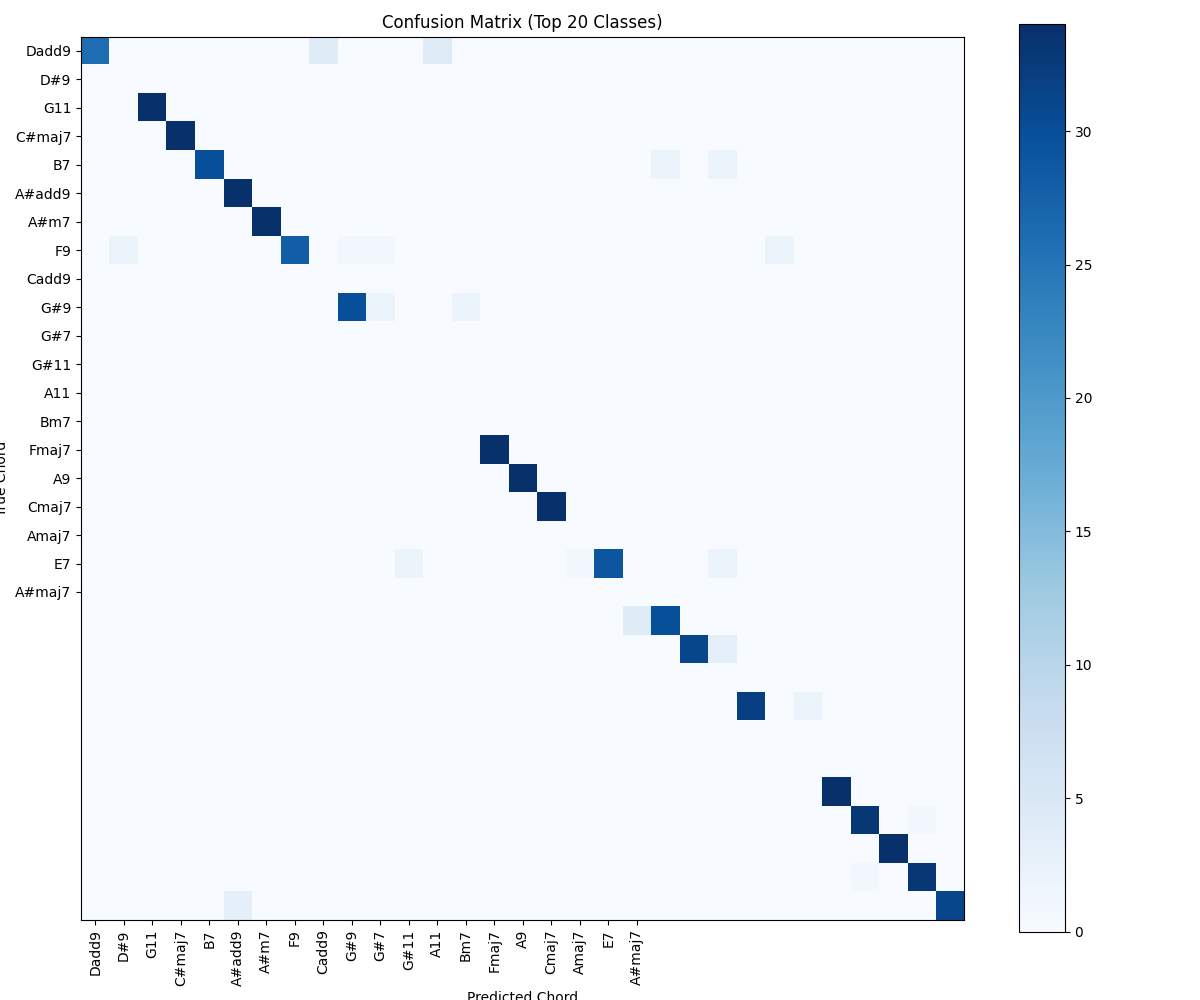 Confusion Matrix (Top 20 Classes)
Dadd9
D#9
G11
C#maj7
B7
A#add9
A#m7
F9
Cadd9
G#9
G#7
G#11
A11
Bm7
Fmaj7
A9
Cmaj7
Amaj7
E7
A#maj7
True Chord
30
25
20
15
10
5
0
Dadd9
D#9
G11
C#maj7
B7
A#add9
A#m7
F9
Cadd9
G#9
G#7
G#11
A11
Bm7
Fmaj7
A9
Cmaj7
Amaj7
E7
A#maj7
Predicted Chord